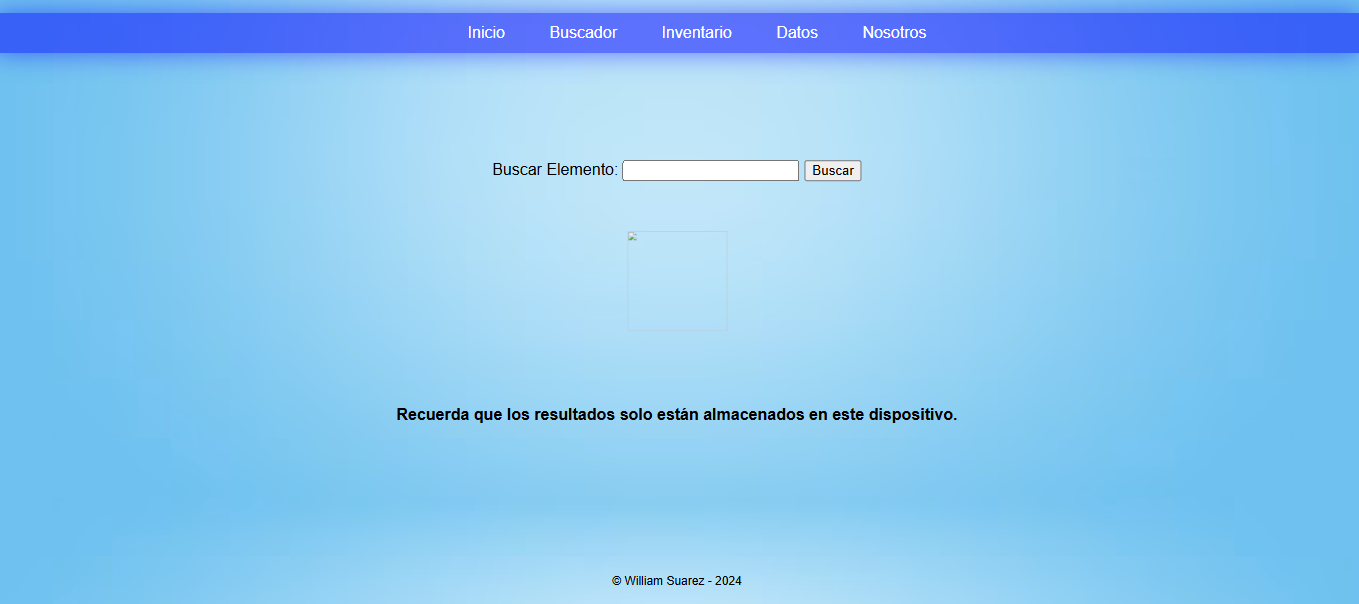 Inicio Buscador Inventario Datos Nosotros
Buscar Elemento: Buscar
Recuerda que los resultados solo están almacenados en este dispositivo.
© William Suarez - 2024